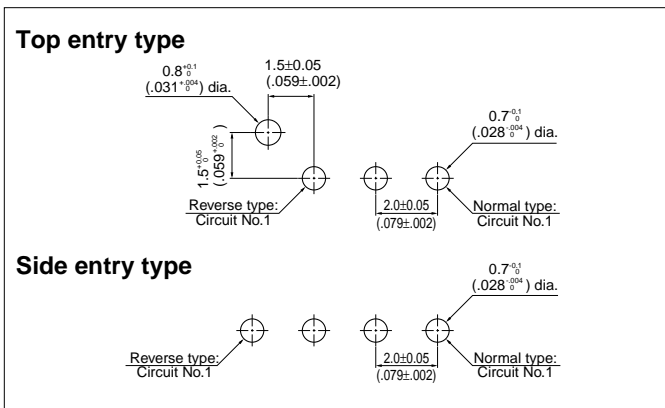 Top entry type
0.8+0.1 0
(.031+.004 0) dia.
1.5±0.05
(.059±.002)
1.5+0.05 0
(.059+.002 0)
0.7-0.1 0
(.028-.004 0) dia.
Reverse type:
Circuit No.1
2.0±0.05
(.079±.002)
Normal type:
Circuit No.1
Side entry type
0.7-0.1 0
(.028-.004 0) dia.
Reverse type:
Circuit No.1
2.0±0.05
(.079±.002)
Normal type:
Circuit No.1